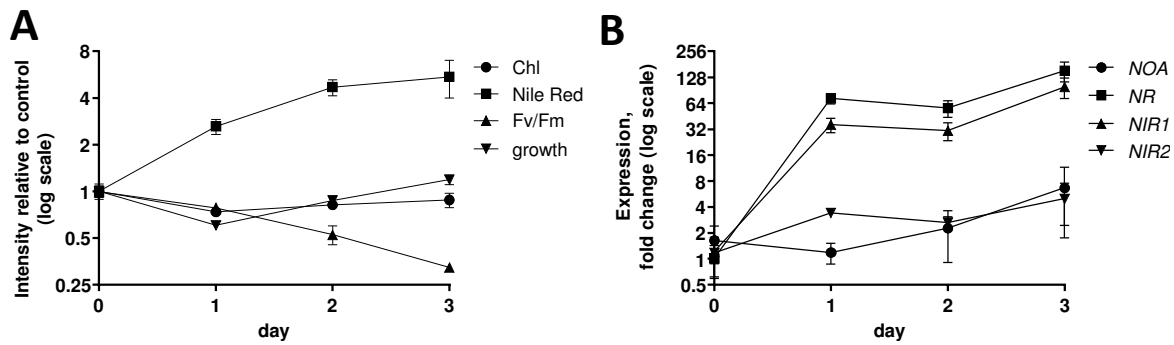 A
Intensity relative to control
(log scale)
8
4
2
1
0.5
0.25
0
1
2
3
day
Chl
Nile Red
Fv/Fm
growth
B
Expression,
fold change (log scale)
256
128
64
32
16
8
4
2
1
0.5
0
1
2
3
day
NOA
NR
NIR1
NIR2